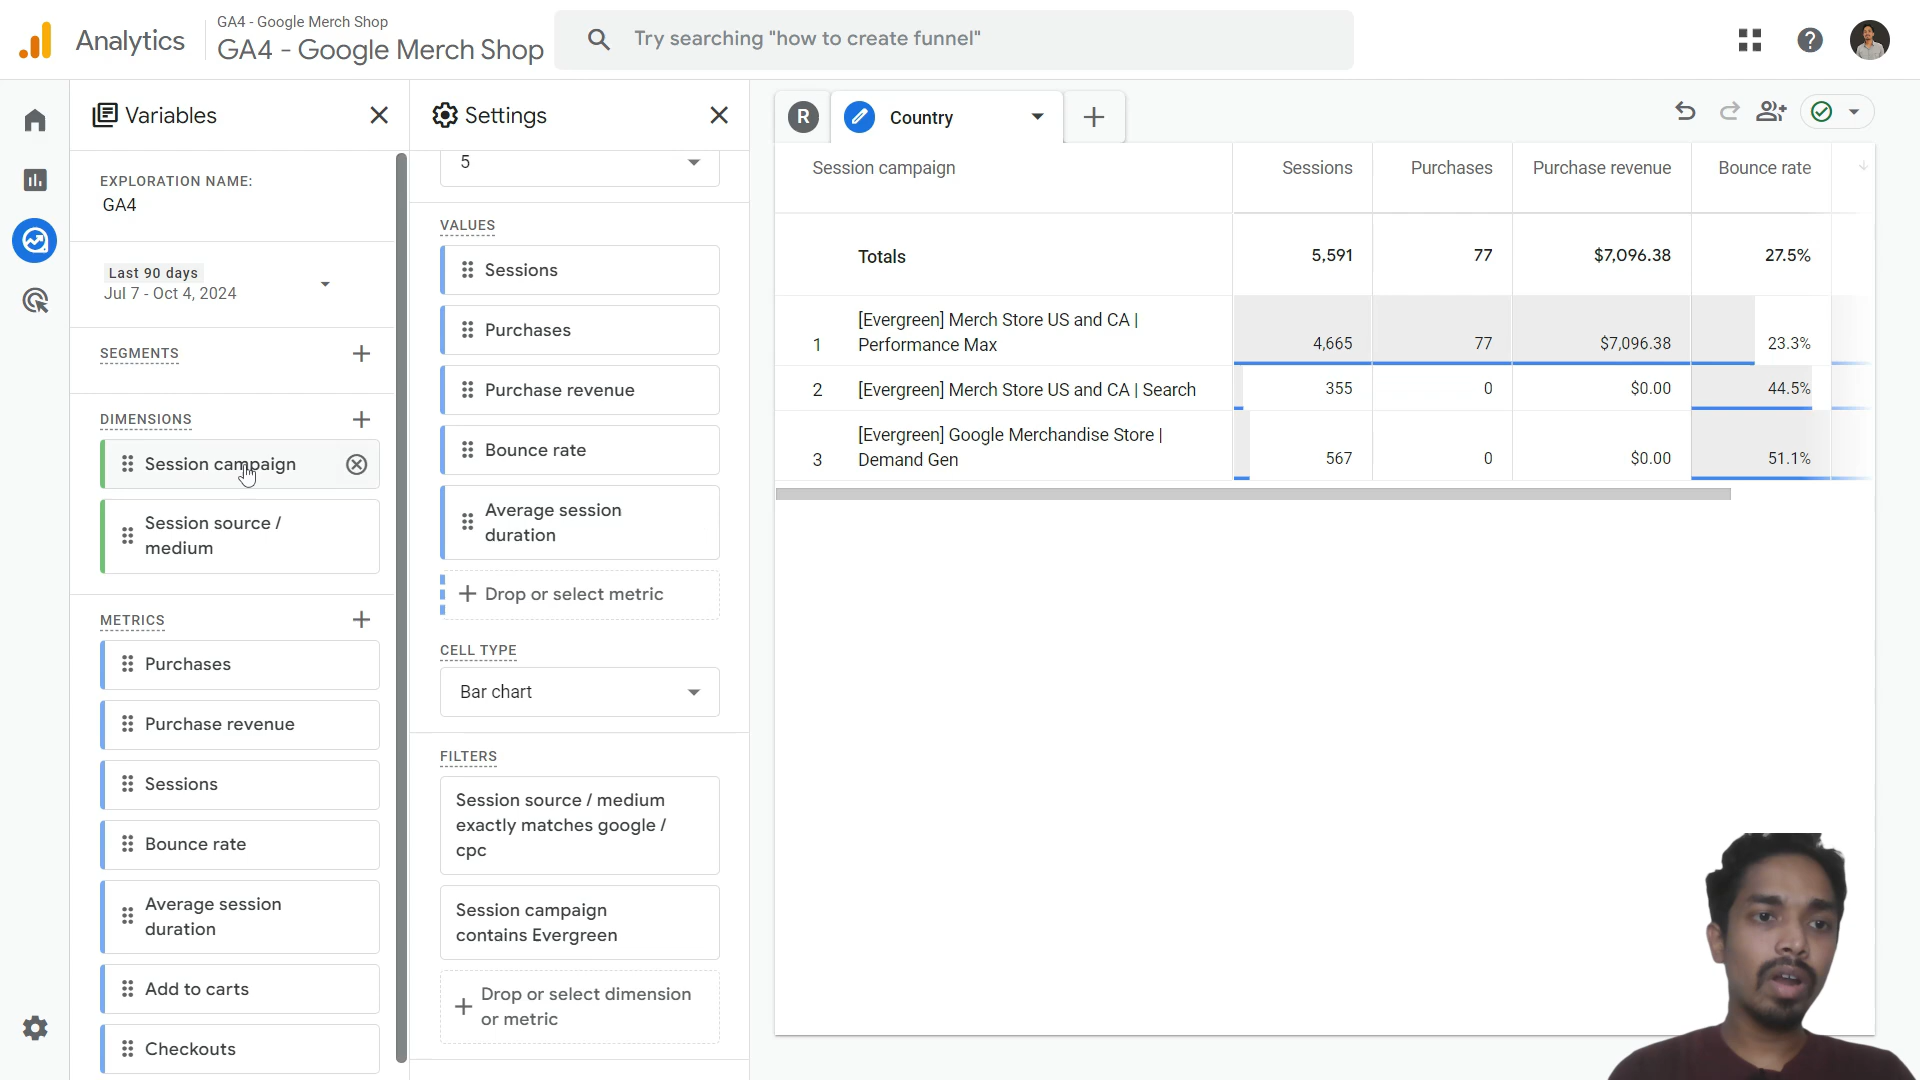 Analytics
GA4 - Google Merch Shop
GA4 - Google Merch Shop
Try searching "how to create funnel"
Variables
EXPLORATION NAME:
GA4
Last 90 days
Jul 7 - Oct 4, 2024
SEGMENTS
DIMENSIONS
Session campaign
Session source /
medium
METRICS
Purchases
Purchase revenue
Sessions
Bounce rate
Average session
duration
Add to carts
Checkouts
Settings
5
VALUES
Sessions
Purchases
Purchase revenue
Bounce rate
Average session
duration
Drop or select metric
CELL TYPE
Bar chart
FILTERS
Session source / medium
exactly matches google /
cpc
Session campaign
contains Evergreen
Drop or select dimension
or metric
R
Country
Session campaign Sessions Purchases Purchase revenue Bounce rate
Totals 5,591 77 $7,096.38 27.5%
[Evergreen] Merch Store US and CA |
1 Performance Max 4,665 77 $7,096.38 23.3%
2 [Evergreen] Merch Store US and CA | Search 355 0 $0.00 44.5%
[Evergreen] Google Merchandise Store |
3 Demand Gen 567 0 $0.00 51.1%